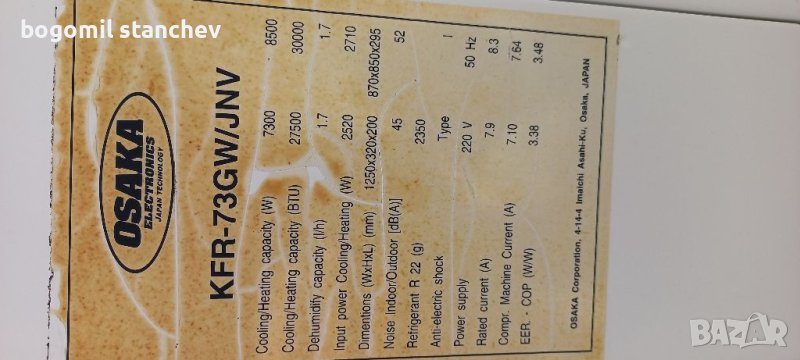 bogomil stanchev
OSAKA
ELECTRONICS
JAPAN TECHNOLOGY
KFR-73GW/JNV
Cooling/Heating capacity (W) 7300 8500
Cooling/Heating capacity (BTU) 27500 30000
Dehumidity capacity (l/h) 1.7 1.7
Input power Cooling/Heating (W) 2520 2710
Dimentions (WxHxL) (mm) 1250x320x200 870x850x295
Noise Indoor/Outdoor [dB(A)] 45 52
Refrigerant R 22 (g) 2350
Anti-electric shock Type I
Power supply 220 V 50 Hz
Rated current (A) 7.9 8.3
Compr. Machine Current (A) 7.10 7.64
EER. - COP (W/W) 3.38 3.48
OSAKA Corporation, 4-14-4 Imaichi Asahi-Ku, Osaka, JAPAN
BAZAR
bg